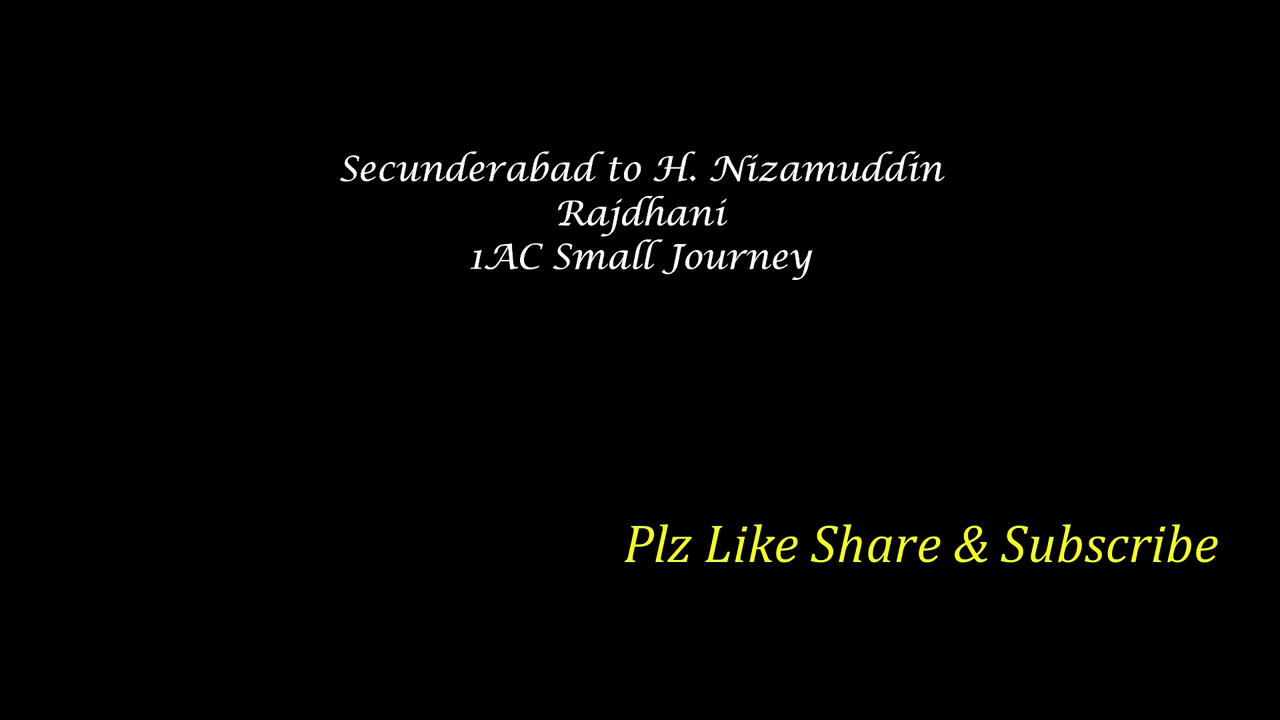 Secunderabad to H. Nizamuddin
Rajdhani
1AC Small Journey
Plz Like Share & Subscribe